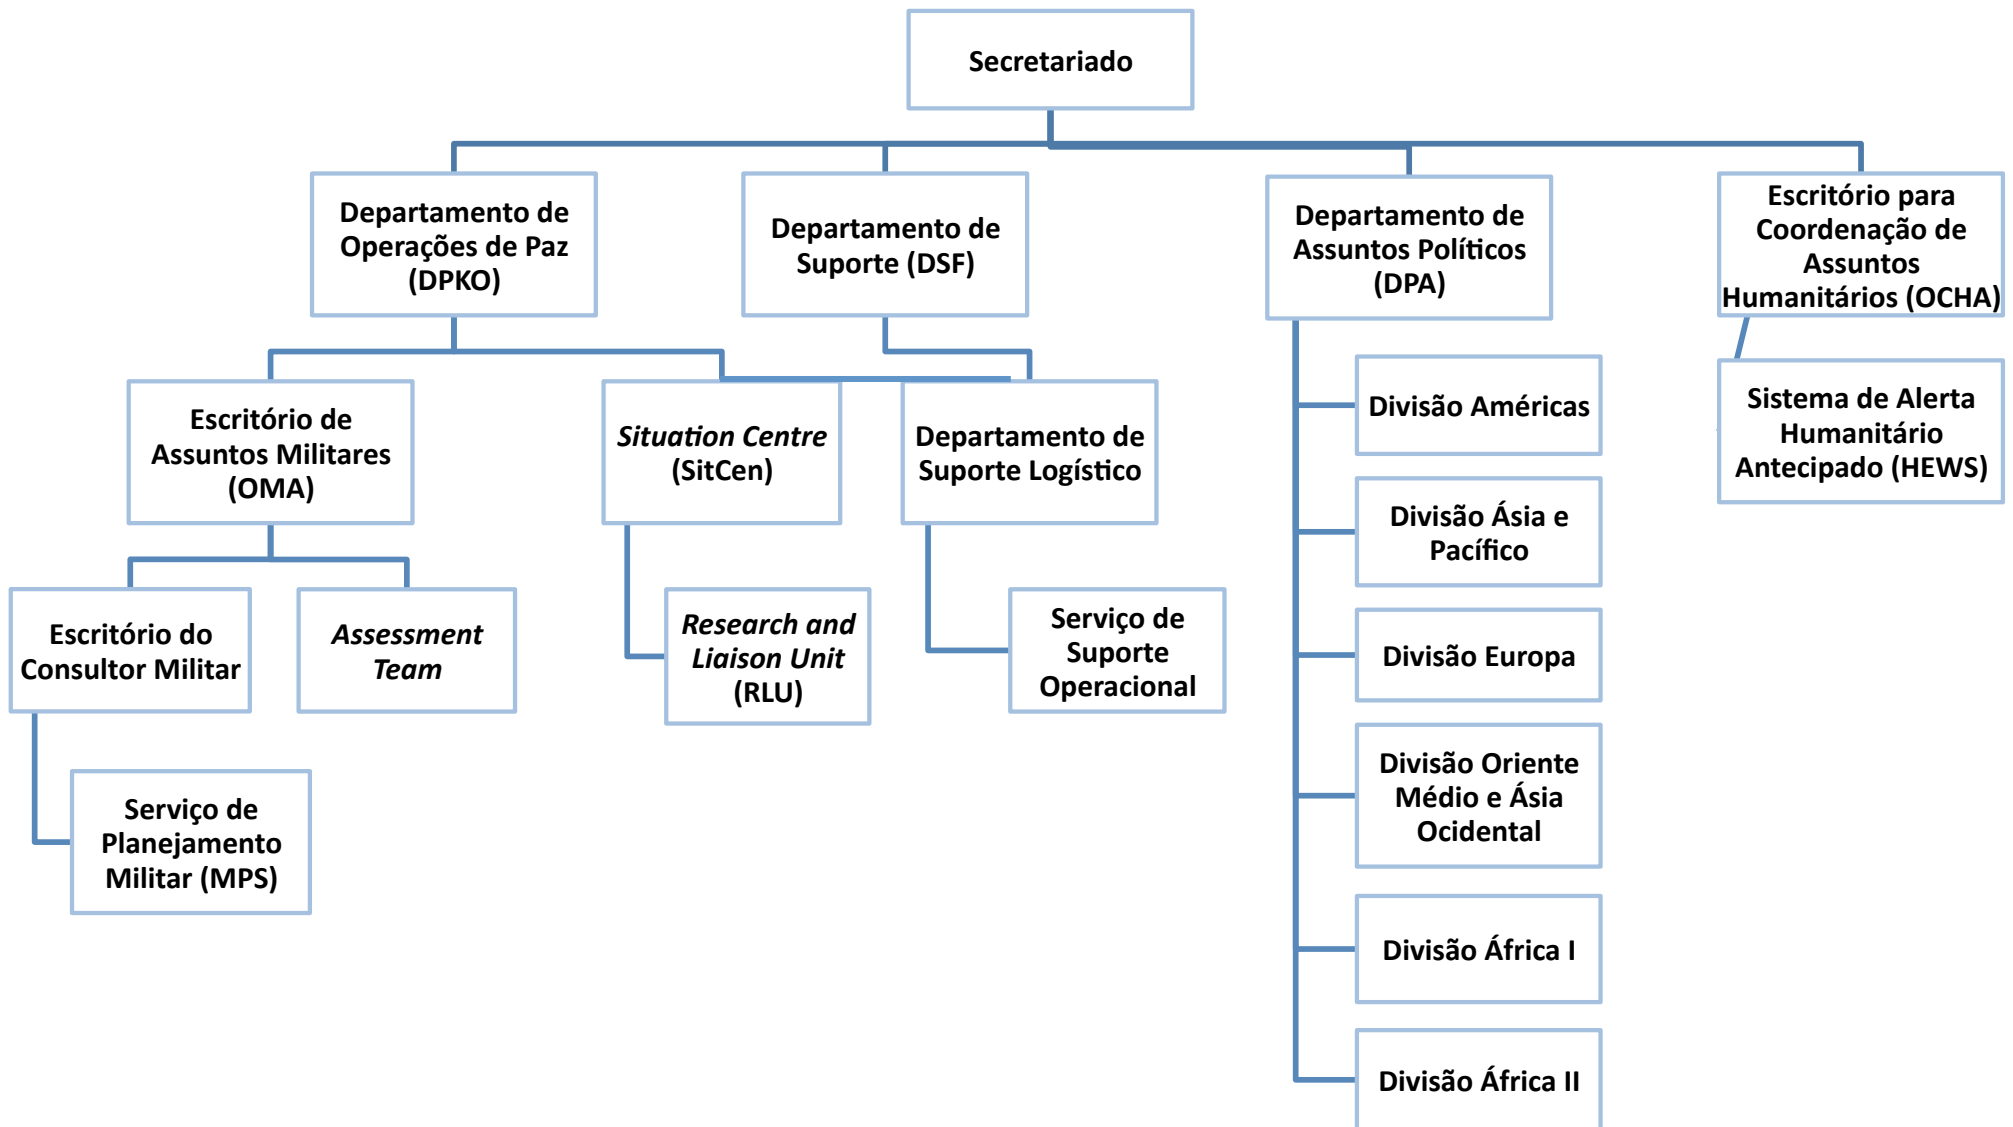 Secretariado
Departamento de
Operações de Paz
(DPKO)
Departamento de
Suporte (DSF)
Departamento de
Assuntos Políticos
(DPA)
Escritório para
Coordenação de
Assuntos
Humanitários (OCHA)
Escritório de
Assuntos Militares
(OMA)
Situation Centre
(SitCen)
Departamento de
Suporte Logístico
Divisão Américas
Sistema de Alerta
Humanitário
Antecipado (HEWS)
Divisão Ásia e
Pacífico
Escritório do
Consultor Militar
Assessment
Team
Research and
Liaison Unit
(RLU)
Serviço de
Suporte
Operacional
Divisão Europa
Serviço de
Planejamento
Militar (MPS)
Divisão Oriente
Médio e Ásia
Ocidental
Divisão África I
Divisão África II